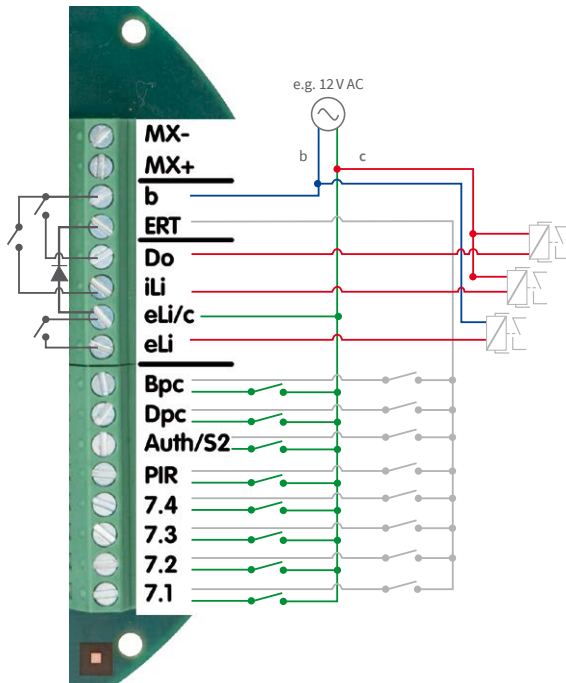 e.g. 12 V AC
b
c
MX-
MX+
b
ERT
Do
iLi
eLi/c
eLi
Bpc
Dpc
Auth/S2
PIR
7.4
7.3
7.2
7.1